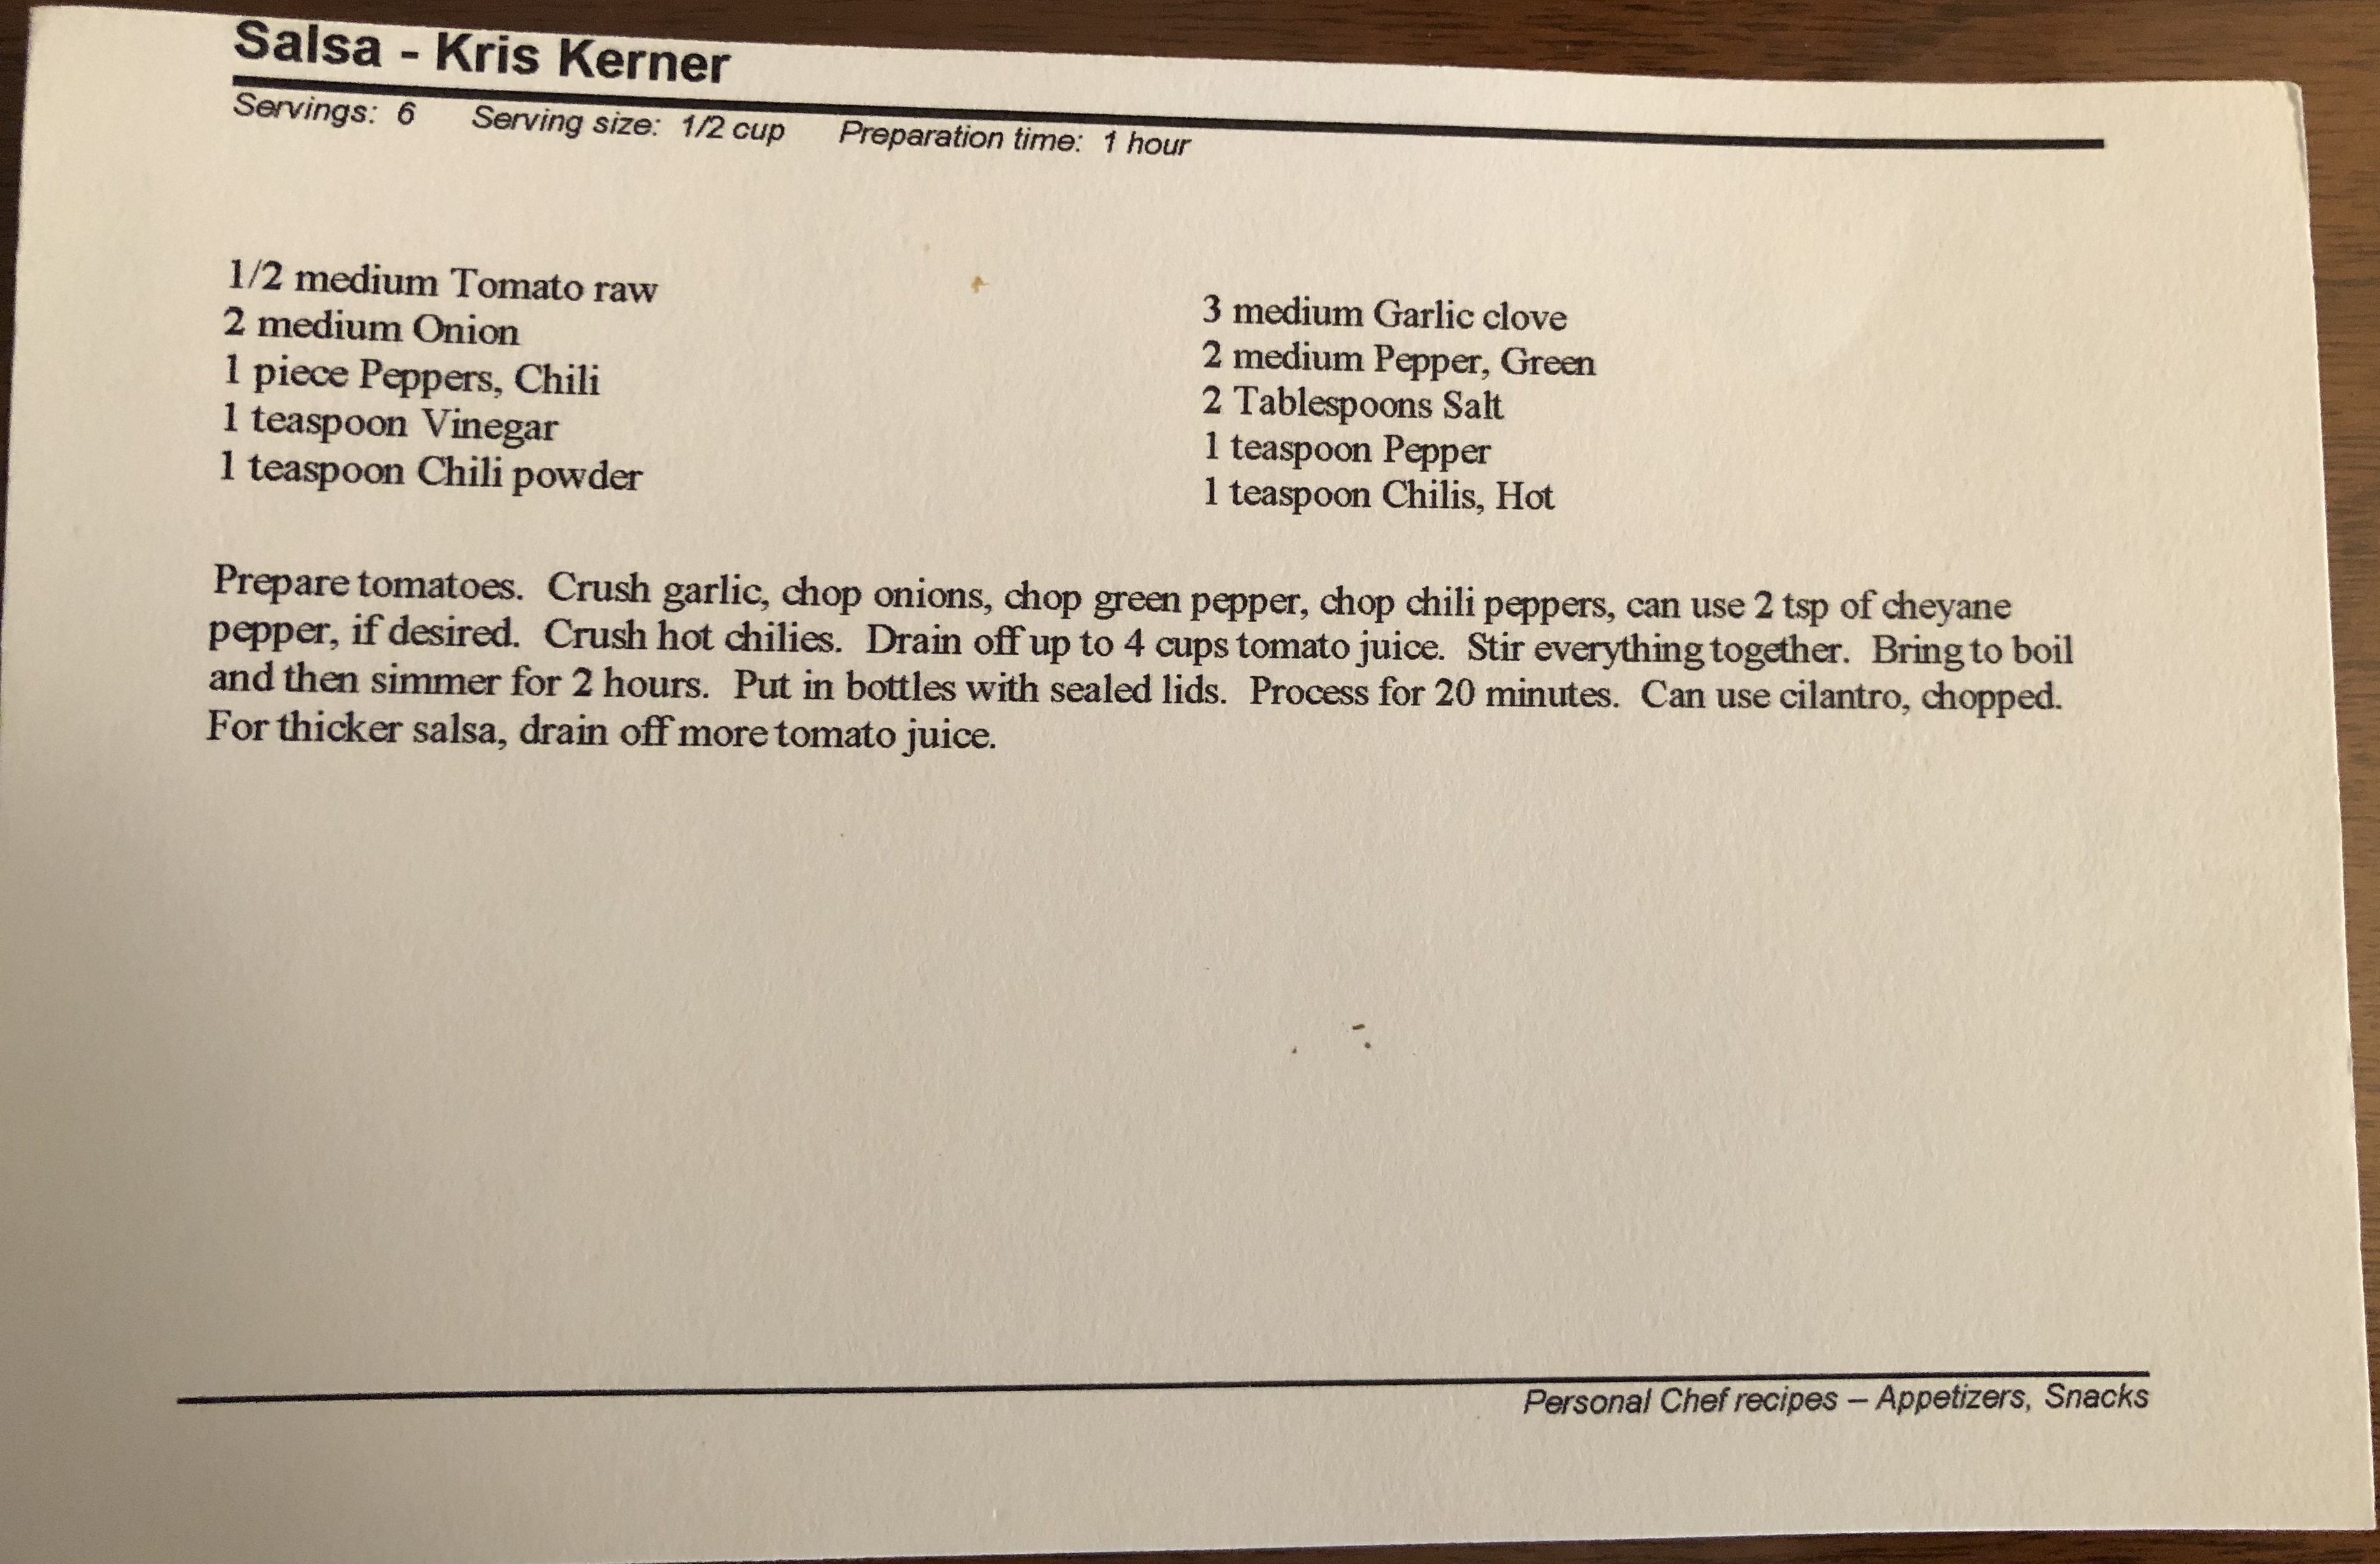 Salsa - Kris Kerner
Servings: 6 Serving size: 1/2 cup Preparation time: 1 hour
1/2 medium Tomato raw
2 medium Onion
1 piece Peppers, Chili
1 teaspoon Vinegar
1 teaspoon Chili powder
3 medium Garlic clove
2 medium Pepper, Green
2 Tablespoons Salt
1 teaspoon Pepper
1 teaspoon Chilis, Hot
Prepare tomatoes. Crush garlic, chop onions, chop green pepper, chop chili peppers, can use 2 tsp of cheyane
pepper, if desired. Crush hot chilies. Drain off up to 4 cups tomato juice. Stir everything together. Bring to boil
and then simmer for 2 hours. Put in bottles with sealed lids. Process for 20 minutes. Can use cilantro, chopped.
For thicker salsa, drain off more tomato juice.
Personal Chef recipes – Appetizers, Snacks